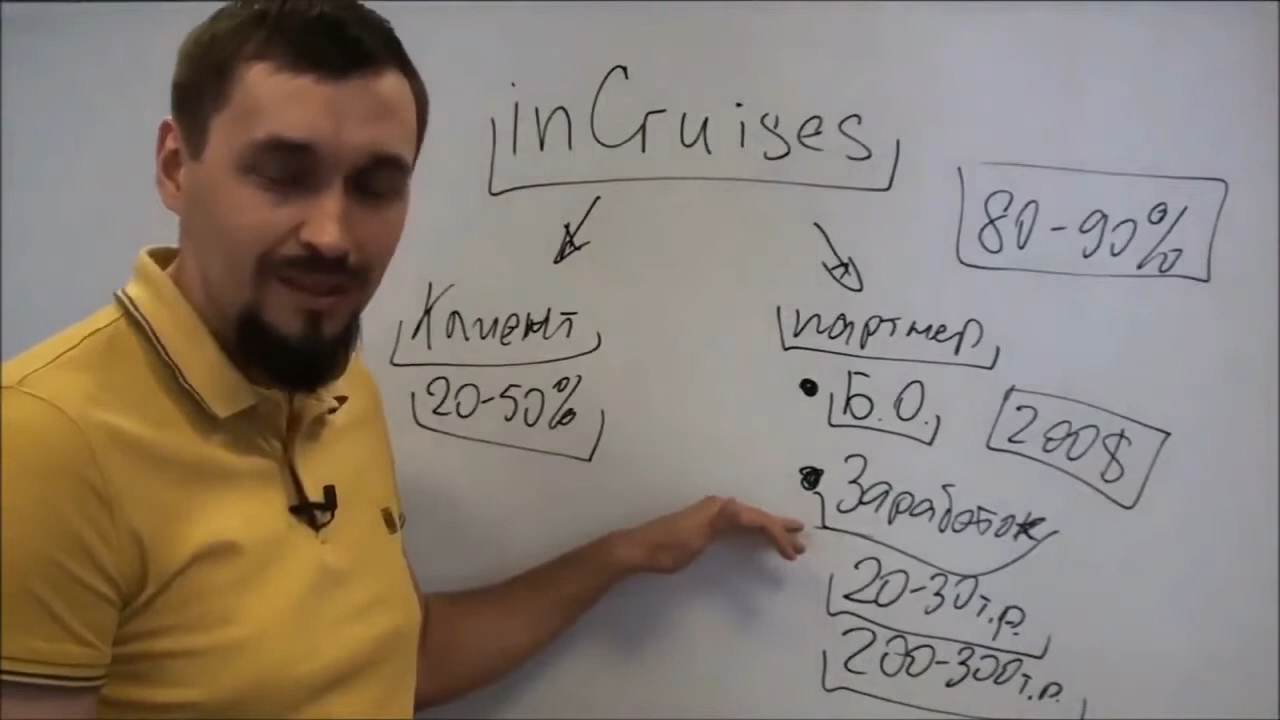 inCruises
80-90%
Клиент
20-50%
партнер
Б.О.
200$
Заработок
20-30т.р.
200-300т.р.